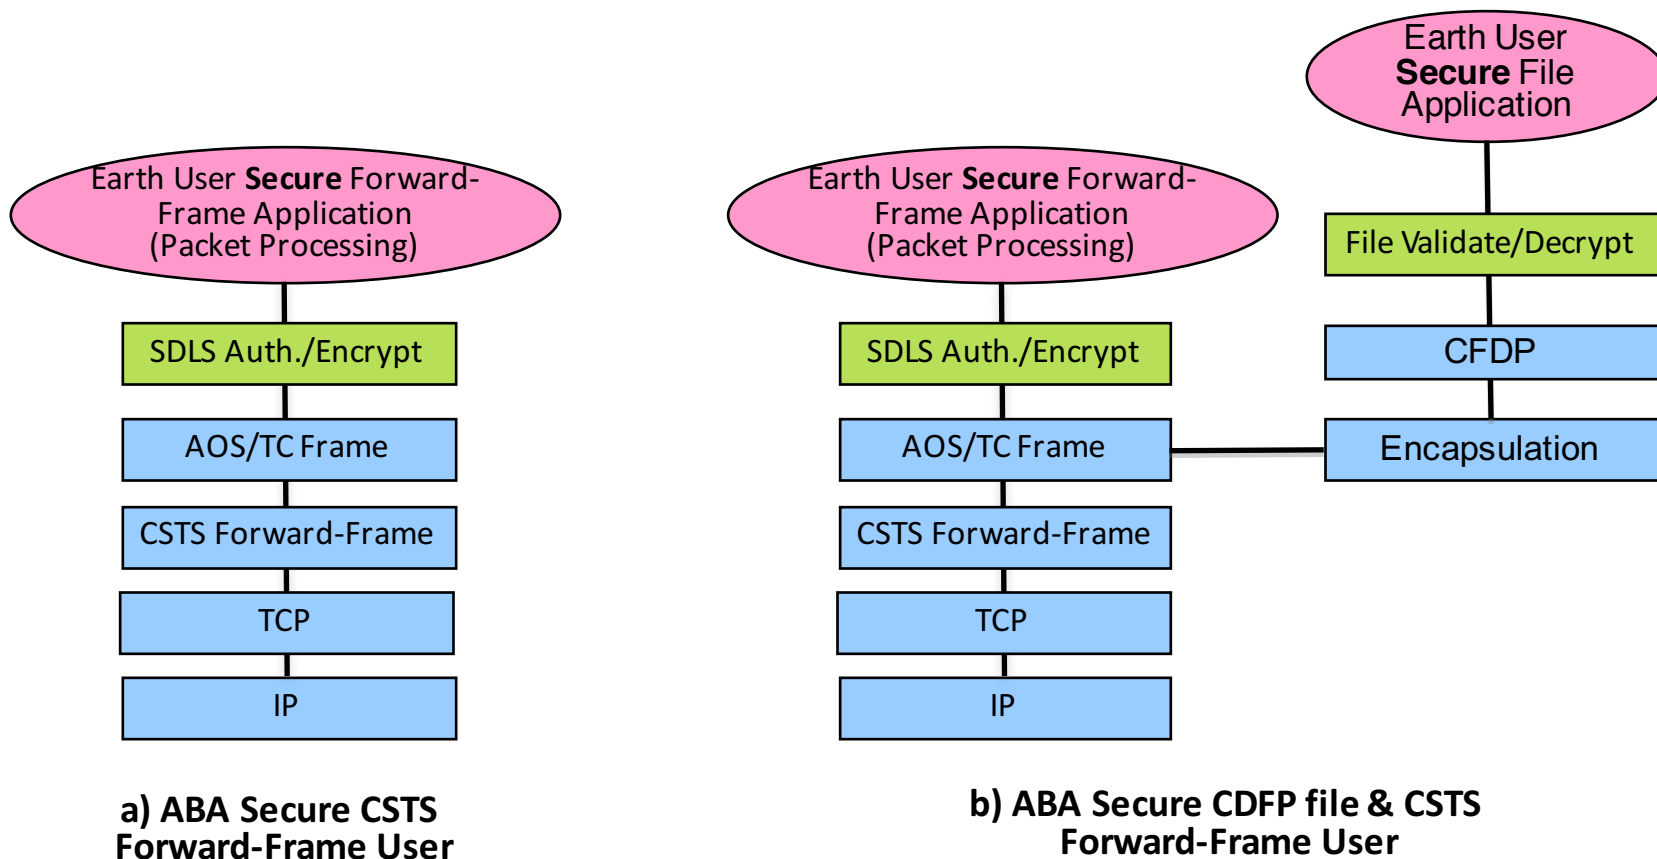 Earth User Secure Forward-
Frame Application
(Packet Processing)
SDLS Auth./Encrypt
AOS/TC Frame
CSTS Forward-Frame
TCP
IP
a) ABA Secure CSTS
Forward-Frame User
Earth User Secure Forward-
Frame Application
(Packet Processing)
SDLS Auth./Encrypt
AOS/TC Frame
CSTS Forward-Frame
TCP
IP
Earth User
Secure File
Application
File Validate/Decrypt
CFDP
Encapsulation
b) ABA Secure CDFP file & CSTS
Forward-Frame User